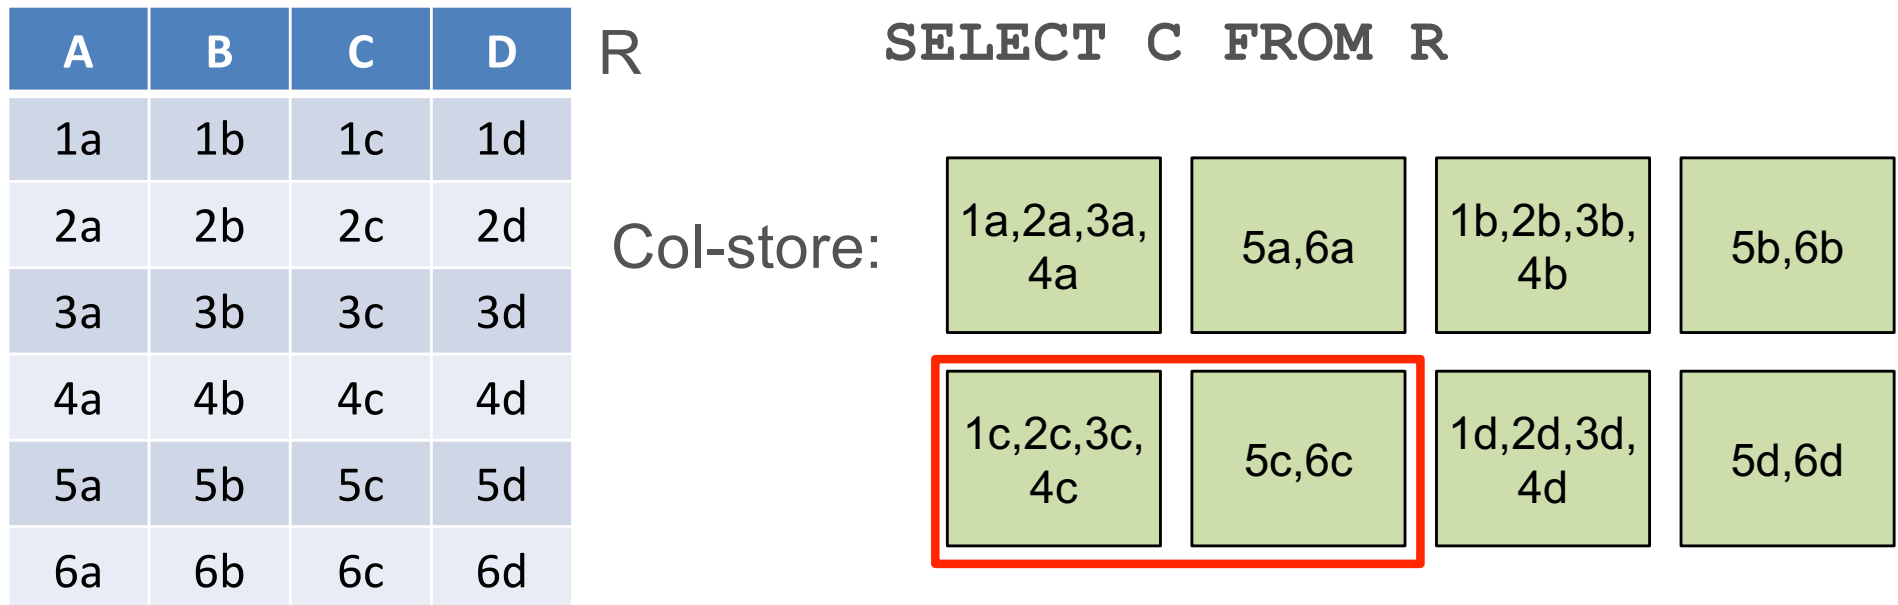 A B C D
1a 1b 1c 1d
2a 2b 2c 2d
3a 3b 3c 3d
4a 4b 4c 4d
5a 5b 5c 5d
6a 6b 6c 6d
R
SELECT C FROM R
Col-store:
1a,2a,3a,
4a
5a,6a
1b,2b,3b,
4b
5b,6b
1c,2c,3c,
4c
5c,6c
1d,2d,3d,
4d
5d,6d